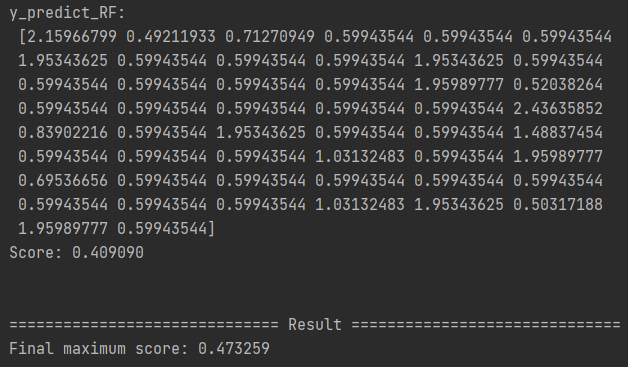 y_predict_RF:
[2.15966799 0.49211933 0.71270949 0.59943544 0.59943544 0.59943544
1.95343625 0.59943544 0.59943544 0.59943544 1.95343625 0.59943544
0.59943544 0.59943544 0.59943544 0.59943544 1.95989777 0.52038264
0.59943544 0.59943544 0.59943544 0.59943544 0.59943544 2.43635852
0.83902216 0.59943544 1.95343625 0.59943544 0.59943544 1.48837454
0.59943544 0.59943544 0.59943544 1.03132483 0.59943544 1.95989777
0.69536656 0.59943544 0.59943544 0.59943544 0.59943544 0.59943544
0.59943544 0.59943544 0.59943544 1.03132483 1.95343625 0.50317188
1.95989777 0.59943544]
Score: 0.409090
============================== Result ==============================
Final maximum score: 0.473259